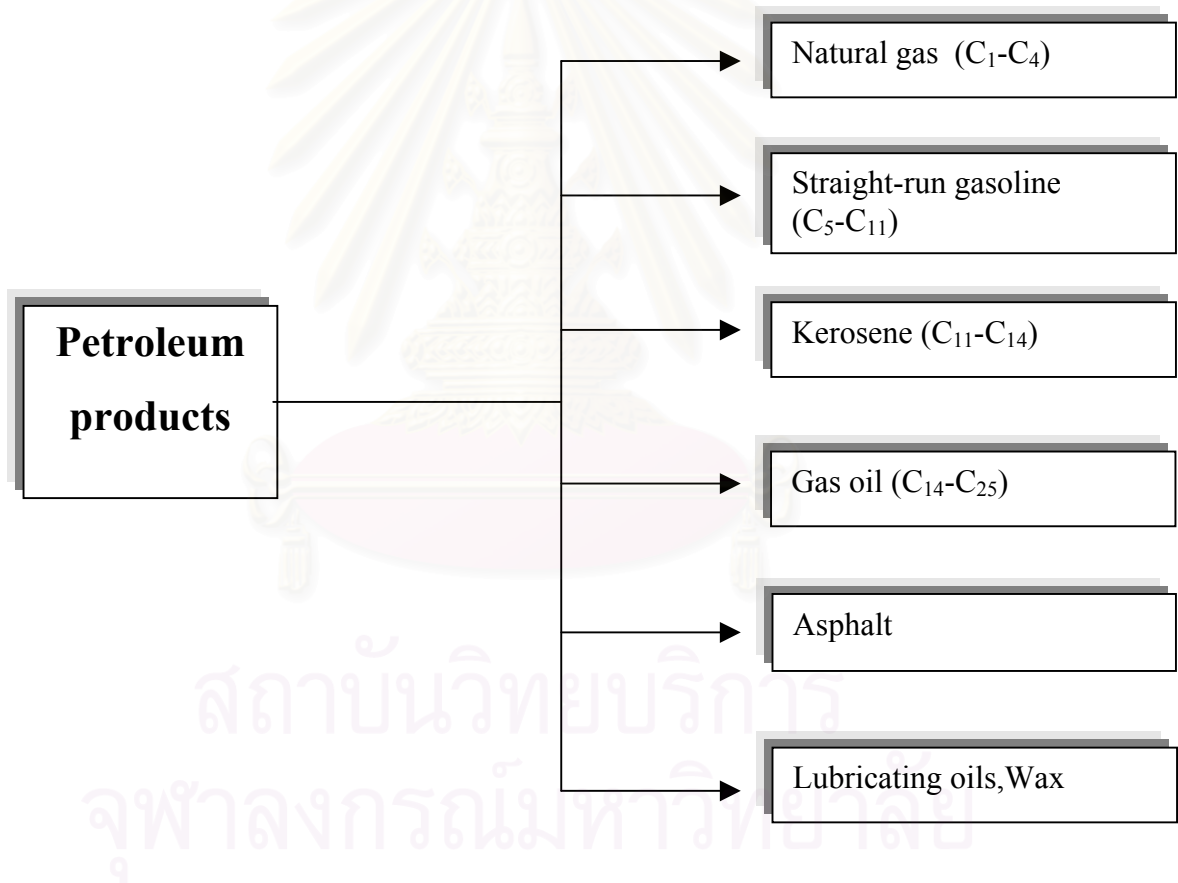 Petroleum
products
Natural gas (C₁-C₄)
Straight-run gasoline
(C₅-C₁₁)
Kerosene (C₁₁-C₁₄)
Gas oil (C₁₄-C₂₅)
Asphalt
Lubricating oils,Wax
สถาบันวิทยบริการ
จุฬาลงกรณ์มหาวิทยาลัย